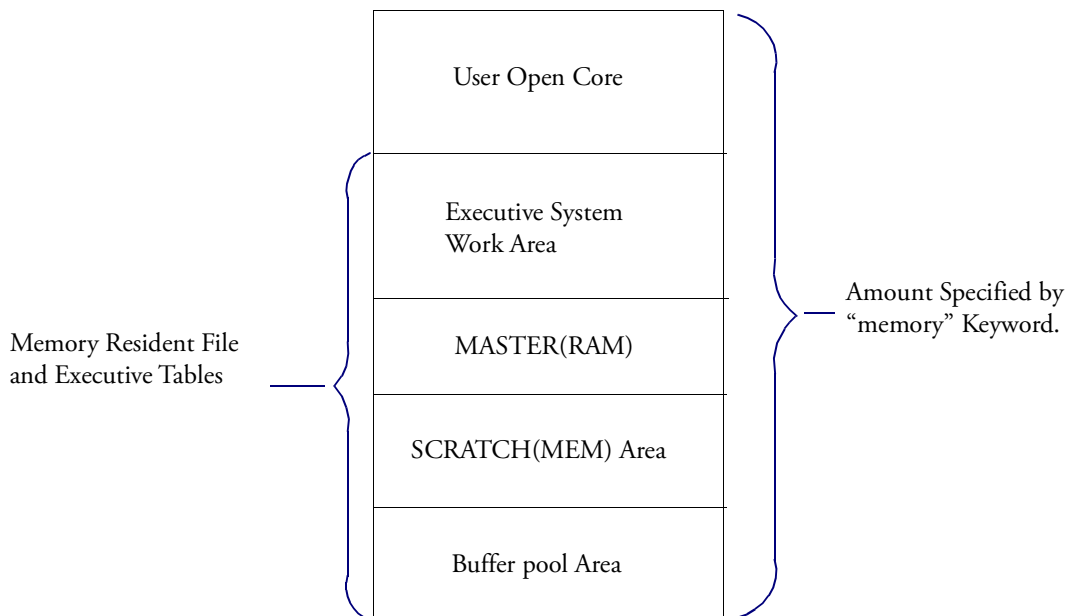 User Open Core
Executive System
Work Area
MASTER(RAM)
SCRATCH(MEM) Area
Buffer pool Area
Memory Resident File
and Executive Tables
Amount Specified by
“memory” Keyword.